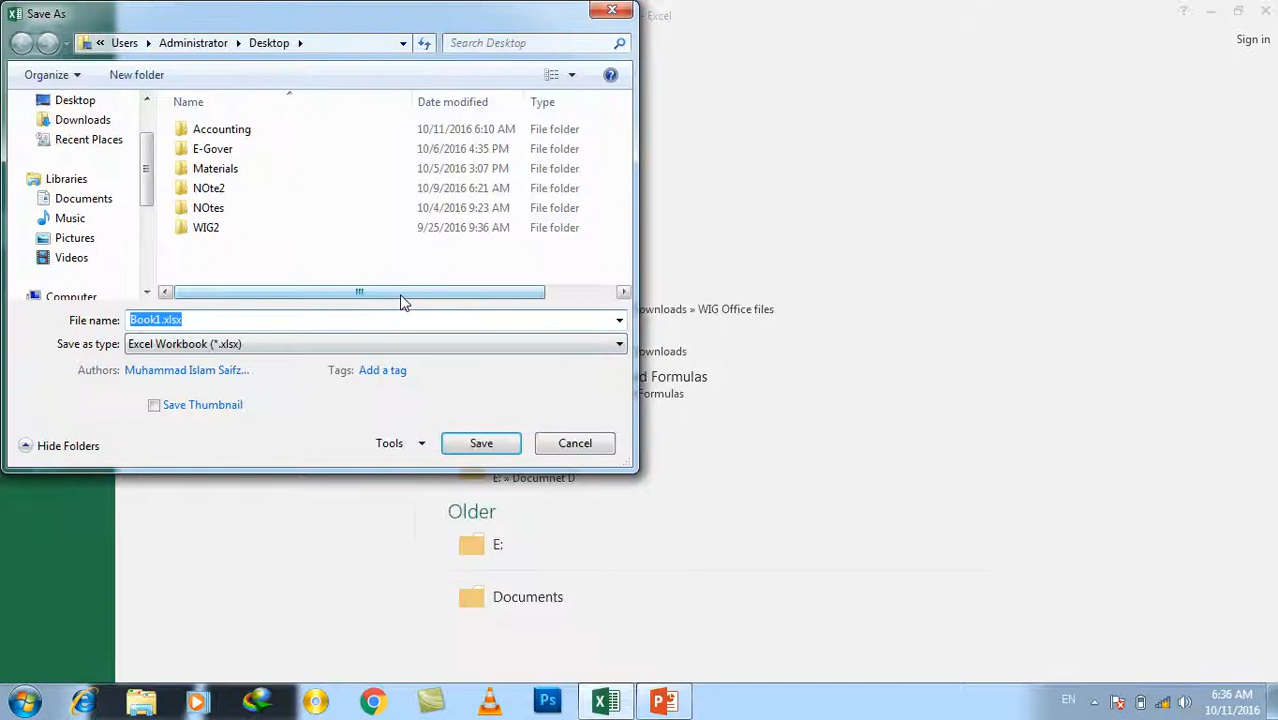 Save As
- Excel
Sign in
« Users Administrator Desktop
Search Desktop
Organize
New folder
Desktop
Downloads
Recent Places
Libraries
Documents
Music
Pictures
Videos
Computer
Name Date modified Type
Accounting 10/11/2016 6:10 AM File folder
E-Gover 10/6/2016 4:35 PM File folder
Materials 10/5/2016 3:07 PM File folder
NOte2 10/9/2016 6:21 AM File folder
NOtes 10/4/2016 9:23 AM File folder
WIG2 9/25/2016 9:36 AM File folder
File name: Book1.xlsx
Save as type: Excel Workbook (*.xlsx)
Authors: Muhammad Islam Saifz...
Tags: Add a tag
Save Thumbnail
Hide Folders
Tools
Save
Cancel
ownloads » WIG Office files
ownloads
d Formulas
Formulas
E: » Documnet D
Older
E:
Documents
Ps
EN
6:36 AM
10/11/2016